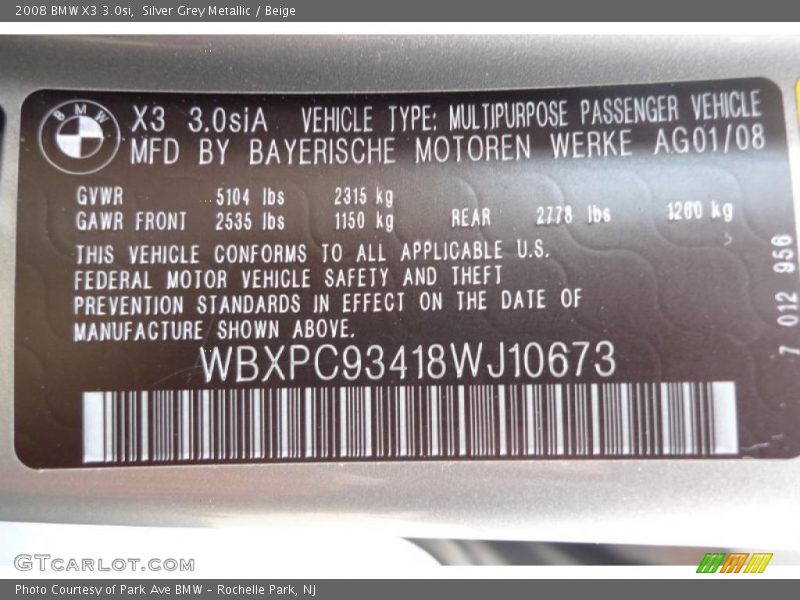 2008 BMW X3 3.0si, Silver Grey Metallic / Beige
BMW
X3 3.0siA VEHICLE TYPE: MULTIPURPOSE PASSENGER VEHICLE
MFD BY BAYERISCHE MOTOREN WERKE AG01/08
GVWR 5104 lbs 2315 kg
GAWR FRONT 2535 lbs 1150 kg REAR 2778 lbs 1260 kg
THIS VEHICLE CONFORMS TO ALL APPLICABLE U.S.
FEDERAL MOTOR VEHICLE SAFETY AND THEFT
PREVENTION STANDARDS IN EFFECT ON THE DATE OF
MANUFACTURE SHOWN ABOVE.
WBXPC93418WJ10673
7 012 956
GTCARLOT.COM
Photo Courtesy of Park Ave BMW - Rochelle Park, NJ